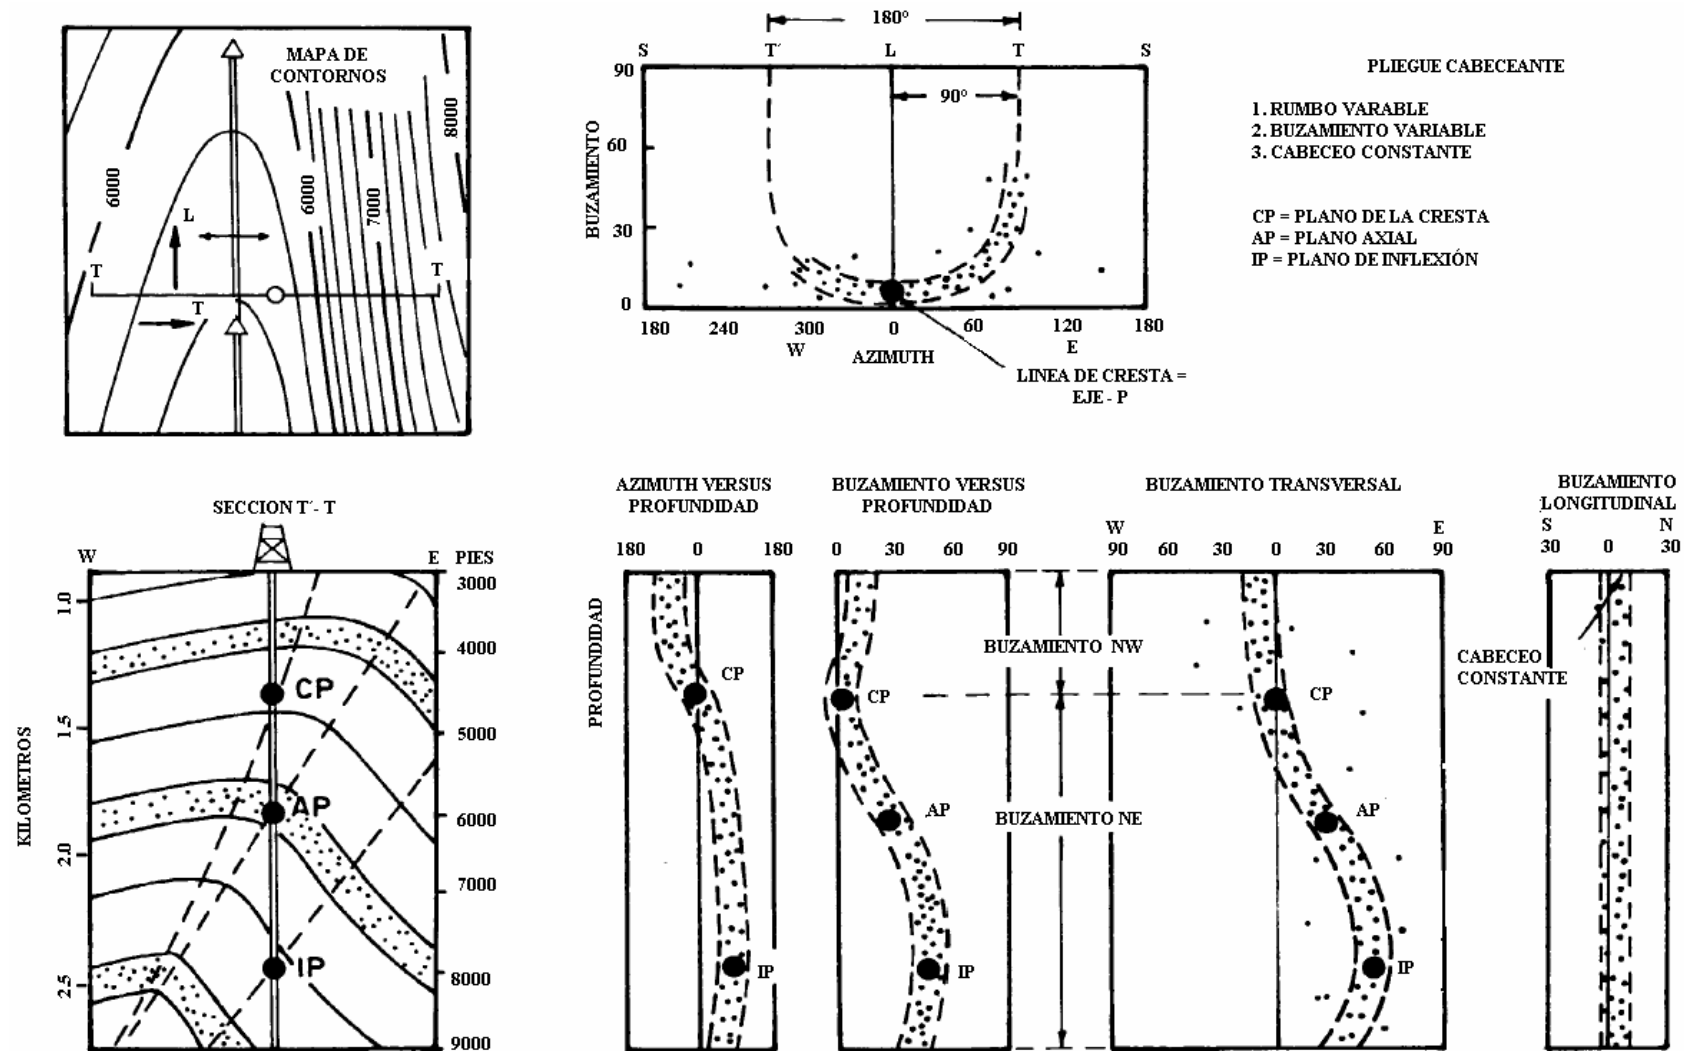 MAPA DE
CONTORNOS
6000
6000
7000
8000
L
T
T
T
180°
S T´ L T S
90
60
30
0
BUZAMIENTO
90°
180 240 300 0 60 120 180
W E
AZIMUTH
LINEA DE CRESTA =
EJE - P
PLIEGUE CABECEANTE
1. RUMBO VARABLE
2. BUZAMIENTO VARIABLE
3. CABECEO CONSTANTE
CP = PLANO DE LA CRESTA
AP = PLANO AXIAL
IP = PLANO DE INFLEXIÓN
SECCION T´- T
W E PIES
3000
4000
5000
6000
7000
8000
9000
KILOMETROS
1.0
1.5
2.0
2.5
CP
AP
IP
AZIMUTH VERSUS
PROFUNDIDAD
180 0 180
PROFUNDIDAD
CP
IP
BUZAMIENTO VERSUS
PROFUNDIDAD
0 30 60 90
CP
AP
IP
BUZAMIENTO NW
BUZAMIENTO NE
BUZAMIENTO TRANSVERSAL
W E
90 60 30 0 30 60 90
CP
AP
IP
BUZAMIENTO
LONGITUDINAL
S N
30 0 30
CABECEO
CONSTANTE